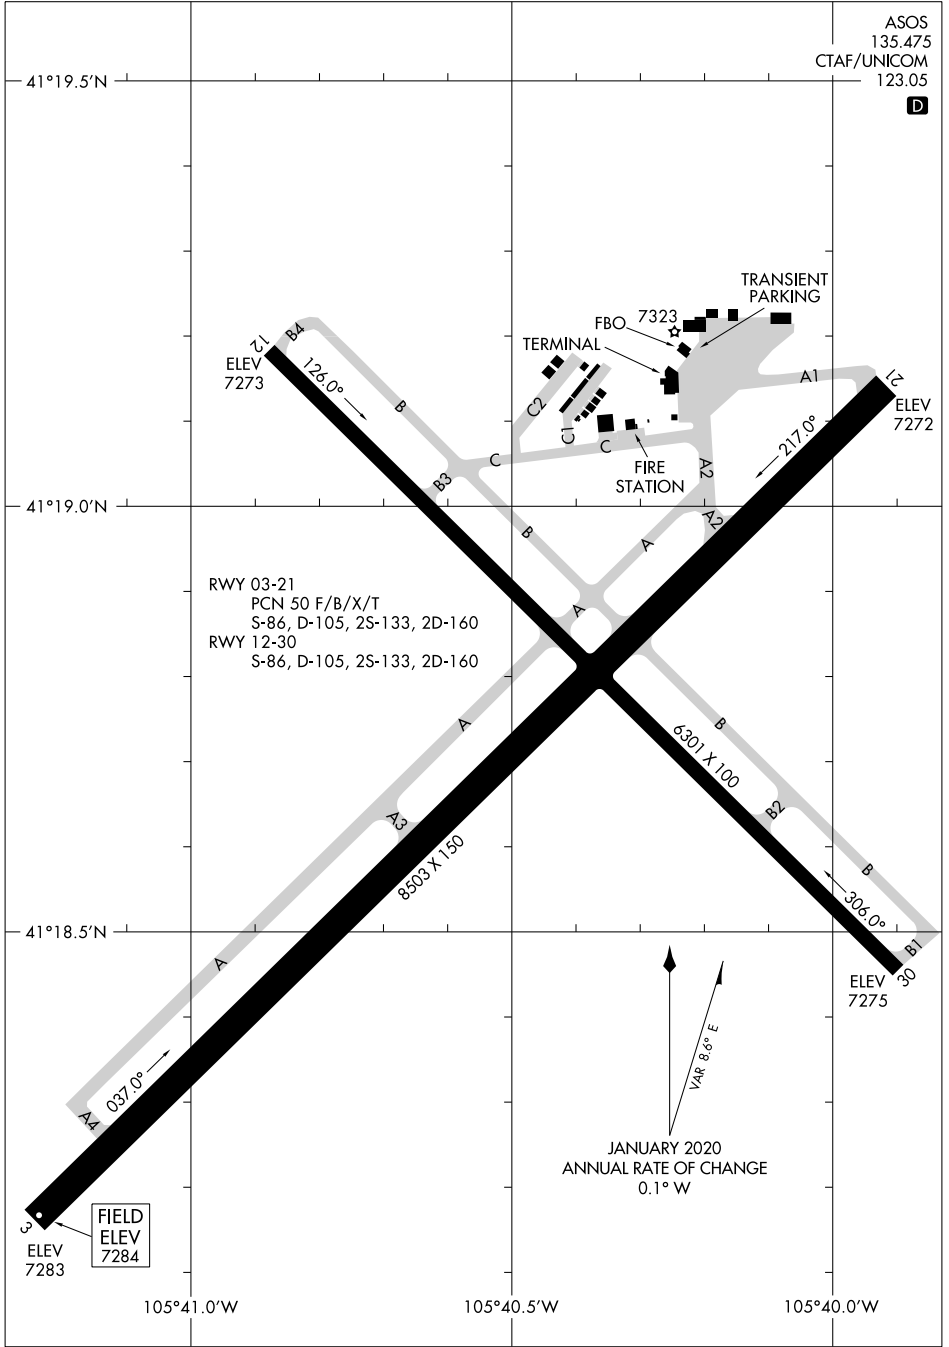 ASOS
135.475
CTAF/UNICOM
123.05
D
41°19.5'N
TRANSIENT
PARKING
7323
FBO
TERMINAL
B4
12
ELEV
7273
126.0°
B
A1
21
ELEV
7272
217.0°
C2
C1
C
C
FIRE
STATION
A2
B3
41°19.0'N
A2
B
A
RWY 03-21
PCN 50 F/B/X/T
S-86, D-105, 2S-133, 2D-160
RWY 12-30
S-86, D-105, 2S-133, 2D-160
A
A
B
6301 X 100
B2
A3
8503 X 150
B
306.0°
41°18.5'N
B1
30
ELEV
7275
A
VAR 8.6° E
037.0°
A4
JANUARY 2020
ANNUAL RATE OF CHANGE
0.1° W
3
ELEV
7283
FIELD
ELEV
7284
105°41.0'W
105°40.5'W
105°40.0'W